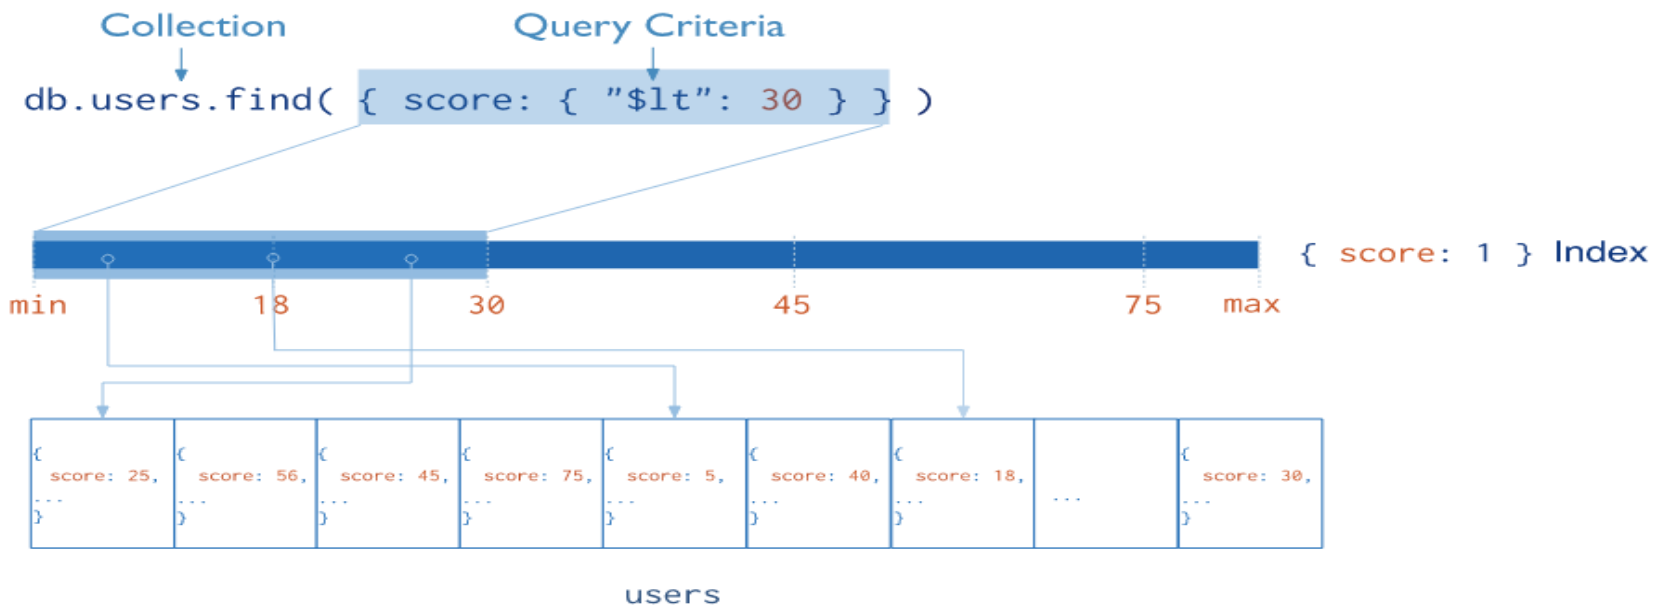 Collection Query Criteria
db.users.find( { score: { "$lt": 30 } } )
{ score: 1 } Index
min 18 30 45 75 max
{ { { { { { { {
score: 25, score: 56, score: 45, score: 75, score: 5, score: 40, score: 18, score: 30,
... ... ... ... ... ... ... ... ...
} } } } } } } }
users